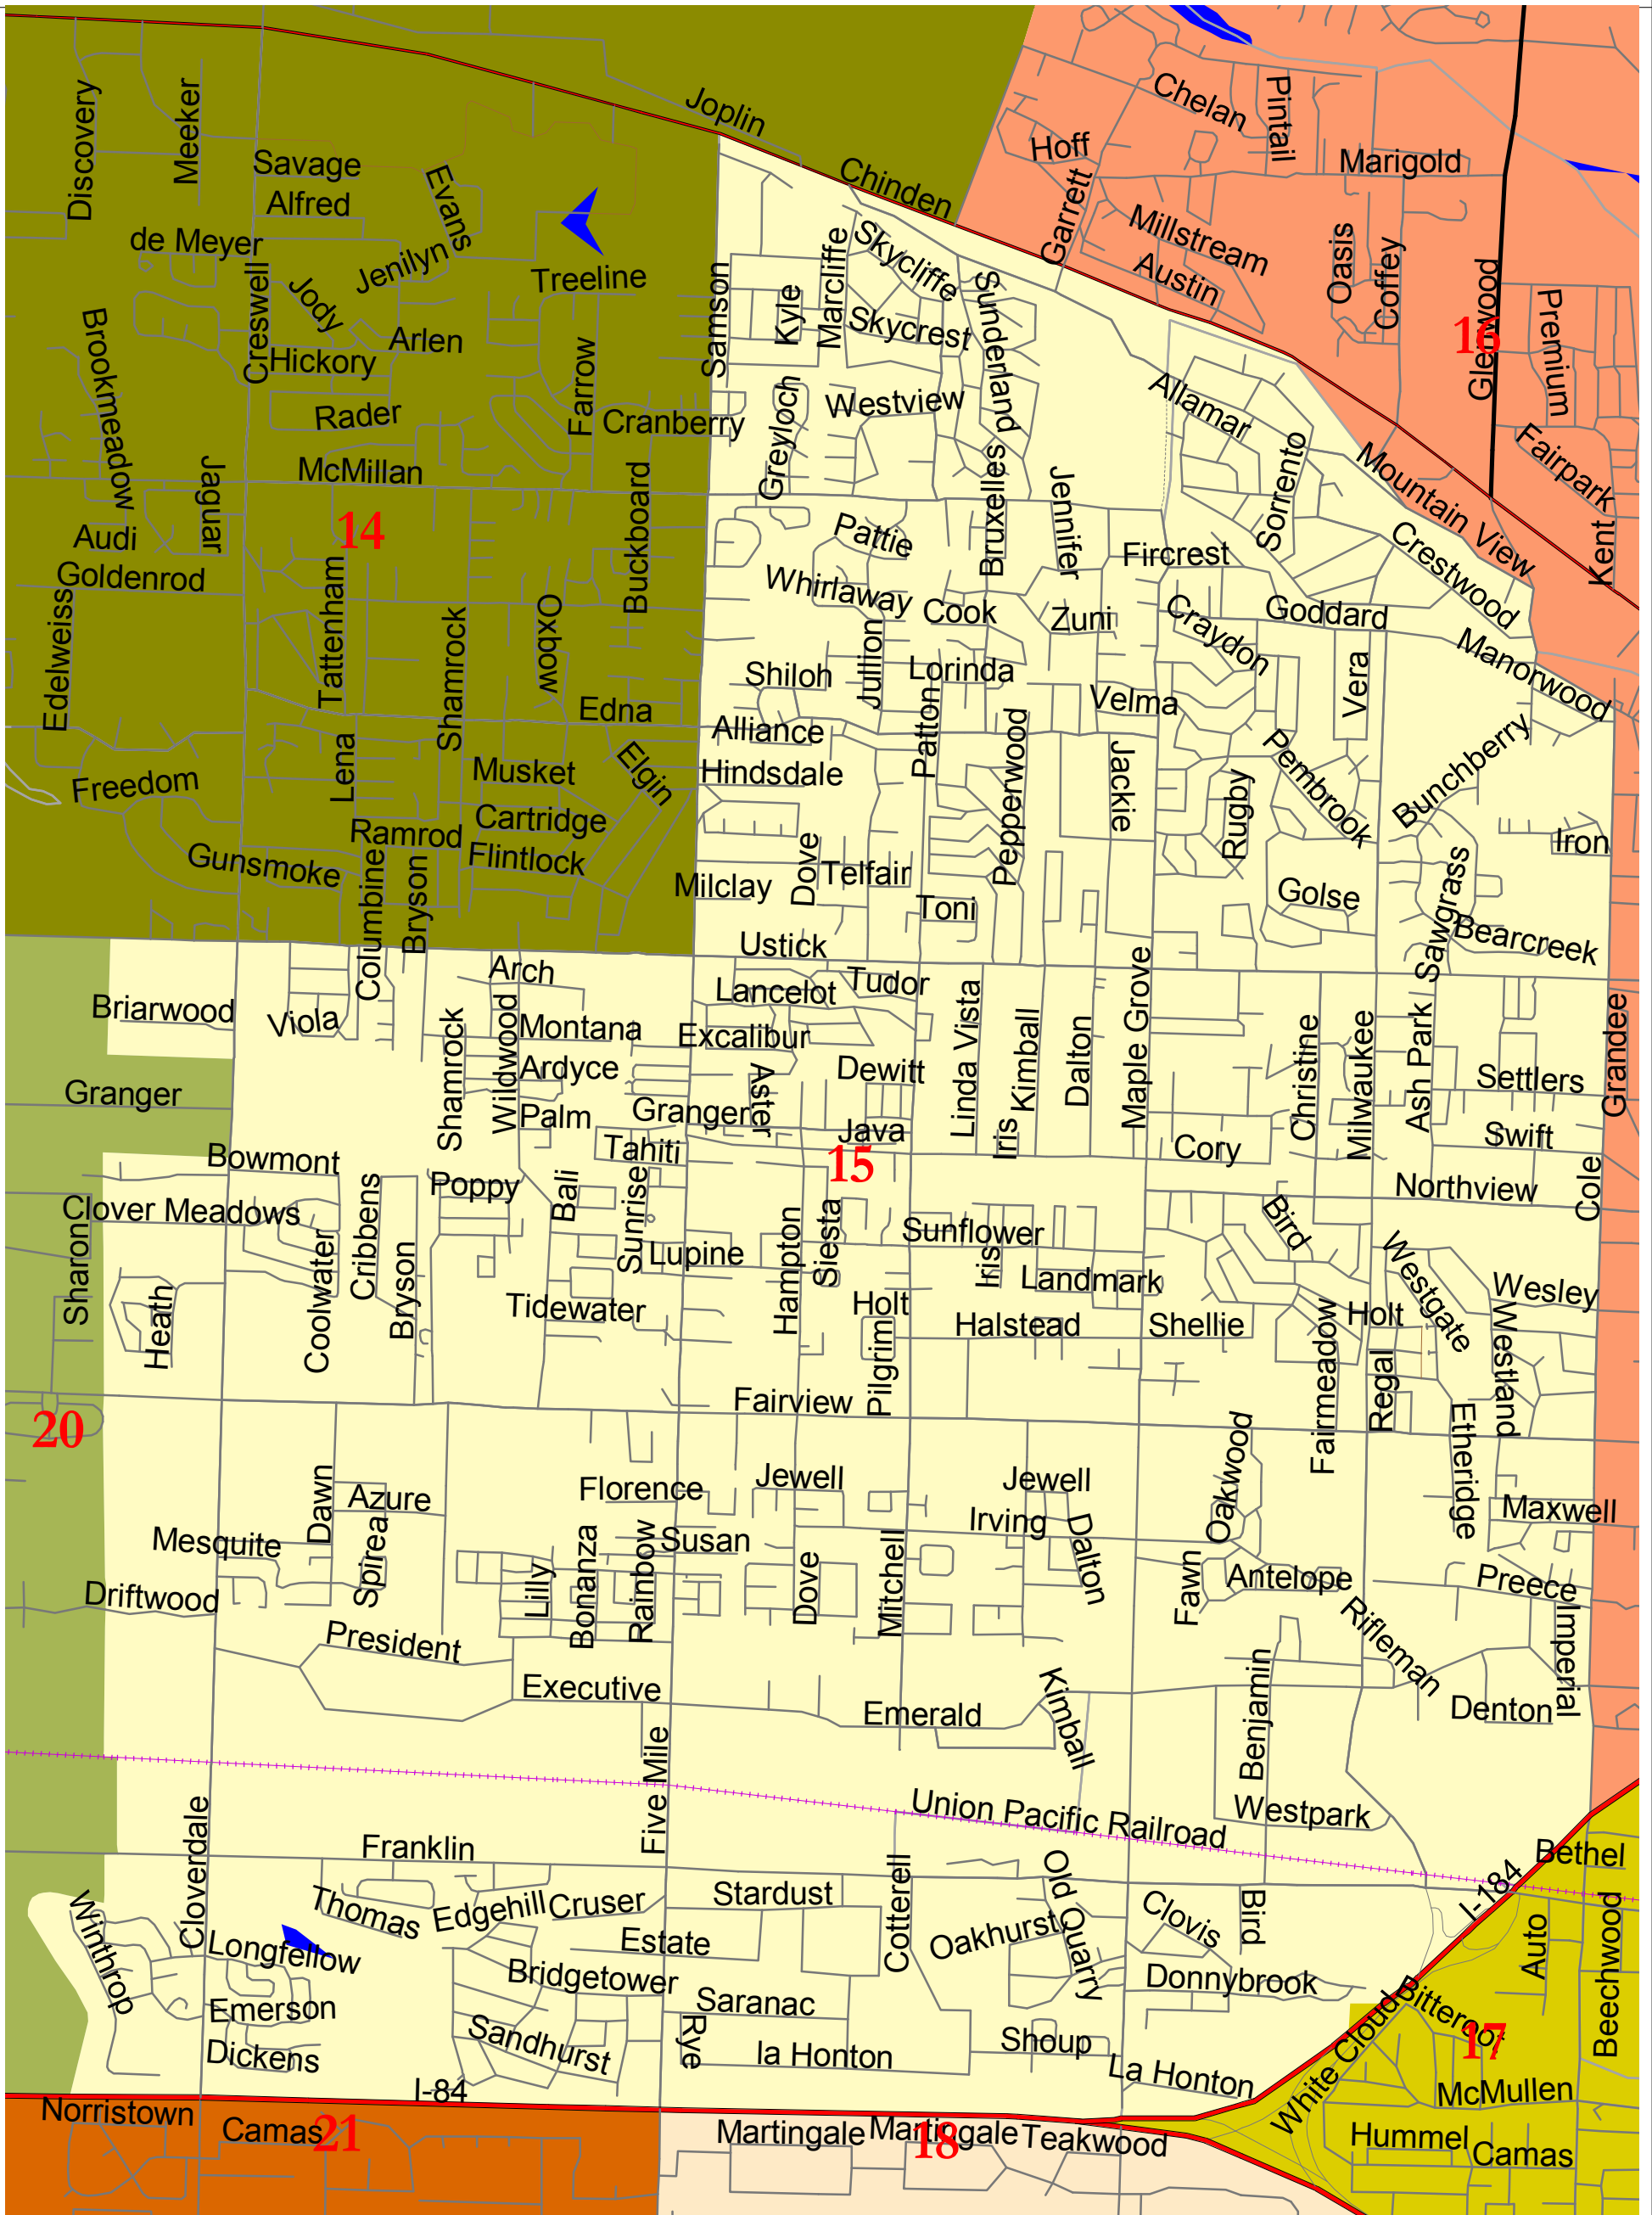 Joplin
Chinden
Discovery
Meeker
Savage
Alfred
Evans
de Meyer
Jenilyn
Creswell
Jody
Treeline
Arlen
Hickory
Brookmeadow
Rader
Farrow
Cranberry
McMillan
Jaguar
14
Audi
Buckboard
Goldenrod
Edelweiss
Tattenham
Shamrock
Oxbow
Edna
Lena
Musket
Elgin
Freedom
Cartridge
Ramrod
Flintlock
Gunsmoke
Columbine
Bryson
Chelan
Pintail
Hoff
Marigold
Garrett
Millstream
Austin
Oasis
Coffey
Glenwood
16
Premium
Fairpark
Kent
Mountain View
Samson
Kyle
Marcliffe
Skycliffe
Skycrest
Sunderland
Westview
Greyloch
Allamar
Sorrento
Bruxelles
Jennifer
Pattie
Fircrest
Crestwood
Whirlaway
Cook
Zuni
Craydon
Goddard
Manorwood
Jullion
Shiloh
Lorinda
Patton
Velma
Vera
Alliance
Hindsdale
Pepperwood
Jackie
Pembrook
Bunchberry
Rugby
Iron
Dove
Telfair
Milclay
Toni
Golse
Sawgrass
Bearcreek
Ustick
Arch
Tudor
Lancelot
Briarwood
Viola
Shamrock
Wildwood
Montana
Excalibur
Linda Vista
Kimball
Dalton
Maple Grove
Christine
Milwaukee
Ash Park
Grandee
Ardyce
Aster
Dewitt
Settlers
Granger
Palm
Granger
Java
Iris
Swift
Tahiti
15
Cory
Bowmont
Poppy
Bali
Sunrise
Northview
Cole
Clover Meadows
Cribbens
Siesta
Hampton
Sunflower
Bird
Sharon
Coolwater
Bryson
Lupine
Iris
Landmark
Westgate
Wesley
Heath
Tidewater
Holt
Halstead
Shellie
Holt
Westland
Pilgrim
Fairmeadow
Regal
Fairview
20
Etheridge
Oakwood
Dawn
Azure
Florence
Jewell
Jewell
Maxwell
Mesquite
Spirea
Susan
Irving
Dalton
Mitchell
Lilly
Bonanza
Rainbow
Dove
Fawn
Antelope
Preece
Driftwood
Rifleman
Imperial
President
Executive
Emerald
Kimball
Benjamin
Denton
Five Mile
Union Pacific Railroad
Westpark
Cloverdale
Franklin
Bethel
I-184
Winthrop
Thomas
Edgehill
Cruser
Stardust
Cotterell
Old Quarry
Clovis
Bird
Auto
Beechwood
Longfellow
Estate
Oakhurst
Bridgetower
Donnybrook
Bitteroot
Emerson
Saranac
White Cloud
17
Dickens
Sandhurst
Rye
la Honton
Shoup
La Honton
McMullen
I-84
Norristown
Camas
21
Martingale
Martingale
18
Teakwood
Hummel
Camas